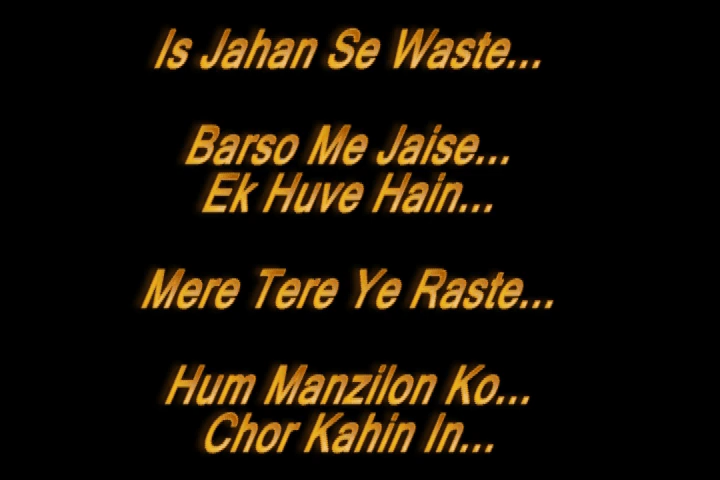 Is Jahan Se Waste...
Barso Me Jaise...
Ek Huve Hain...
Mere Tere Ye Raste...
Hum Manzilon Ko...
Chor Kahin In...